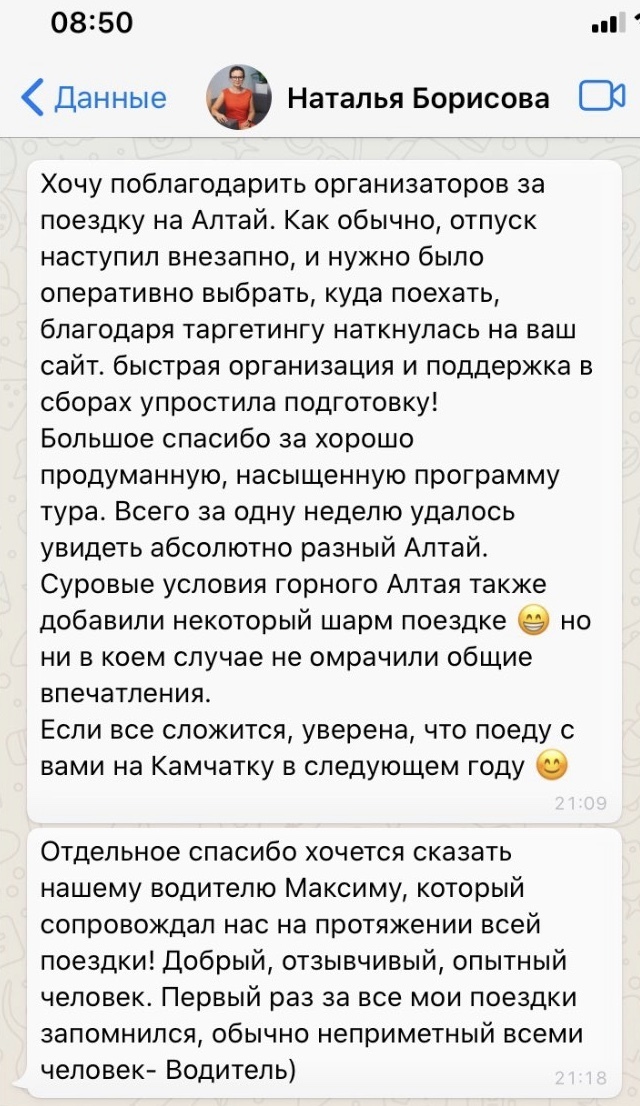 08:50
Данные
Наталья Борисова
Хочу поблагодарить организаторов за
поездку на Алтай. Как обычно, отпуск
наступил внезапно, и нужно было
оперативно выбрать, куда поехать,
благодаря таргетингу наткнулась на ваш
сайт. быстрая организация и поддержка в
сборах упростила подготовку!
Большое спасибо за хорошо
продуманную, насыщенную программу
тура. Всего за одну неделю удалось
увидеть абсолютно разный Алтай.
Суровые условия горного Алтая также
добавили некоторый шарм поездке 😁 но
ни в коем случае не омрачили общие
впечатления.
Если все сложится, уверена, что поеду с
вами на Камчатку в следующем году 😊
21:09
Отдельное спасибо хочется сказать
нашему водителю Максиму, который
сопровождал нас на протяжении всей
поездки! Добрый, отзывчивый, опытный
человек. Первый раз за все мои поездки
запомнился, обычно неприметный всеми
человек- Водитель)
21:18